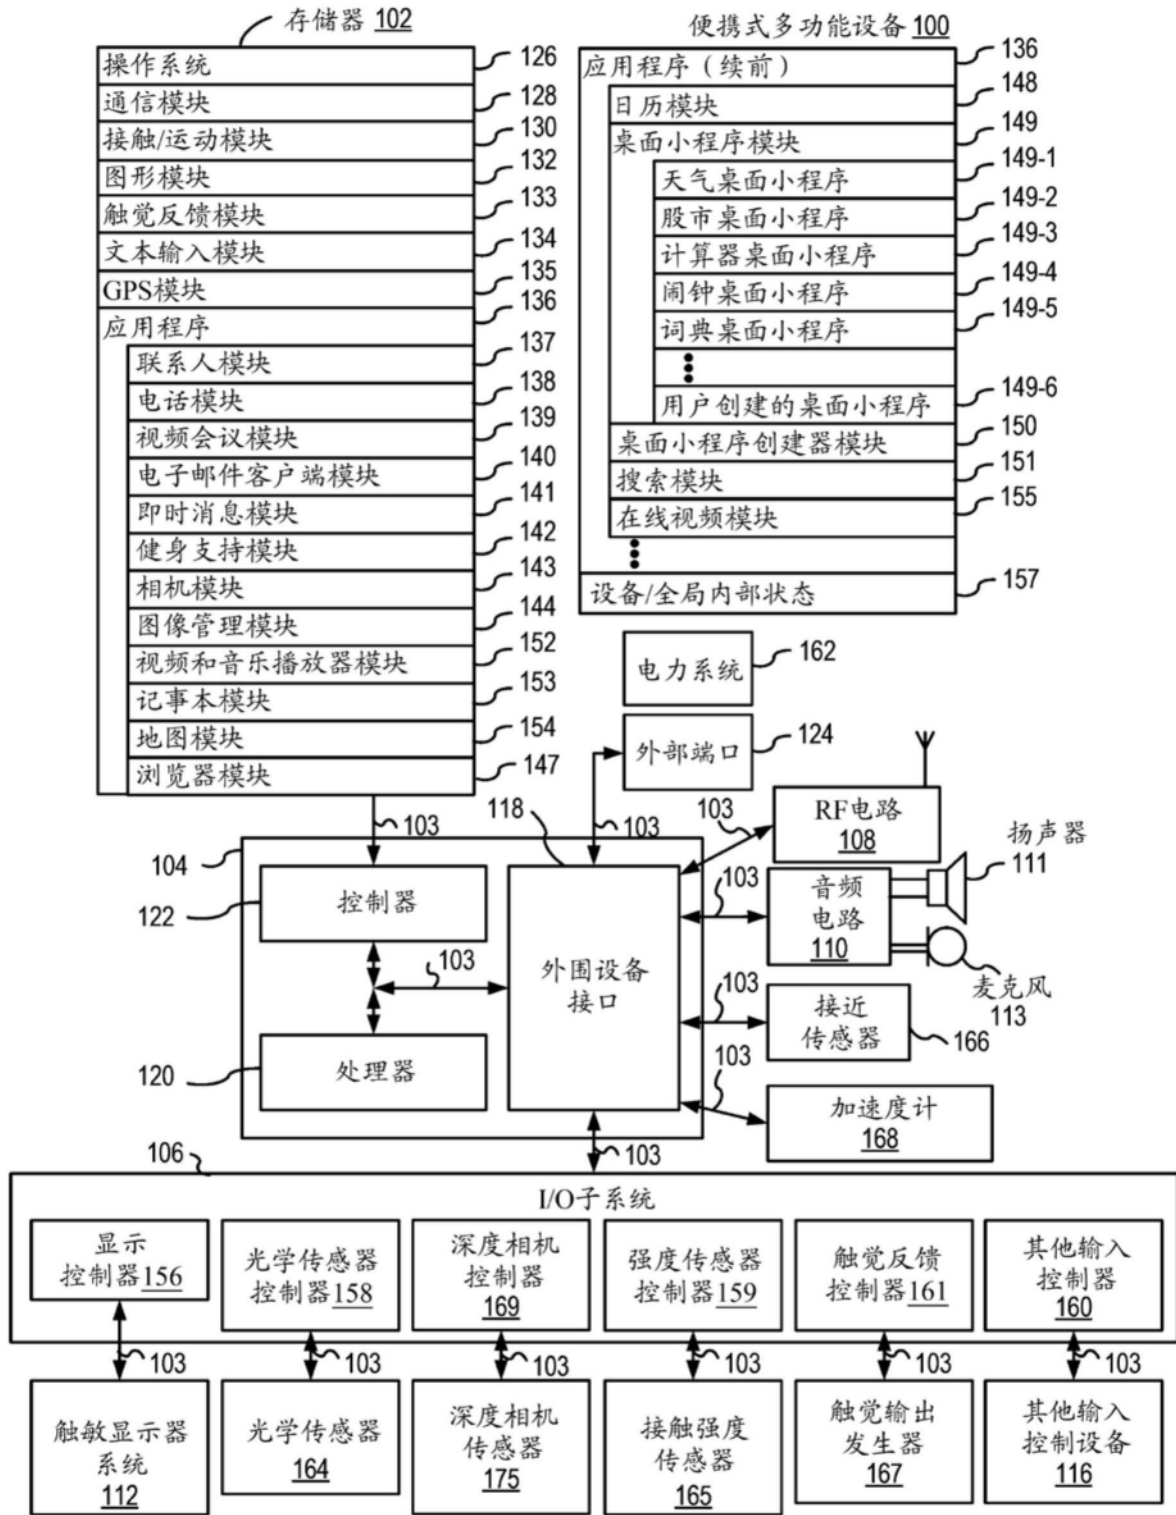 存储器 102
操作系统 126
通信模块 128
接触/运动模块 130
图形模块 132
触觉反馈模块 133
文本输入模块 134
GPS模块 135
应用程序 136
联系人模块 137
电话模块 138
视频会议模块 139
电子邮件客户端模块 140
即时消息模块 141
健身支持模块 142
相机模块 143
图像管理模块 144
视频和音乐播放器模块 152
记事本模块 153
地图模块 154
浏览器模块 147
便携式多功能设备 100
应用程序（续前） 136
日历模块 148
桌面小程序模块 149
天气桌面小程序 149-1
股市桌面小程序 149-2
计算器桌面小程序 149-3
闹钟桌面小程序 149-4
词典桌面小程序 149-5
用户创建的桌面小程序 149-6
桌面小程序创建器模块 150
搜索模块 151
在线视频模块 155
设备/全局内部状态 157
电力系统 162
外部端口 124
103
118
103
103
RF电路
108
104
控制器
122
103
处理器
120
外围设备
接口
103
音频
电路
110
扬声器
111
麦克风
113
103
接近
传感器
166
103
加速度计
168
103
106
I/O子系统
显示
控制器156
光学传感器
控制器158
深度相机
控制器
169
强度传感器
控制器159
触觉反馈
控制器161
其他输入
控制器
160
103
103
103
103
103
103
触敏显示器
系统
112
光学传感器
164
深度相机
传感器
175
接触强度
传感器
165
触觉输出
发生器
167
其他输入
控制设备
116